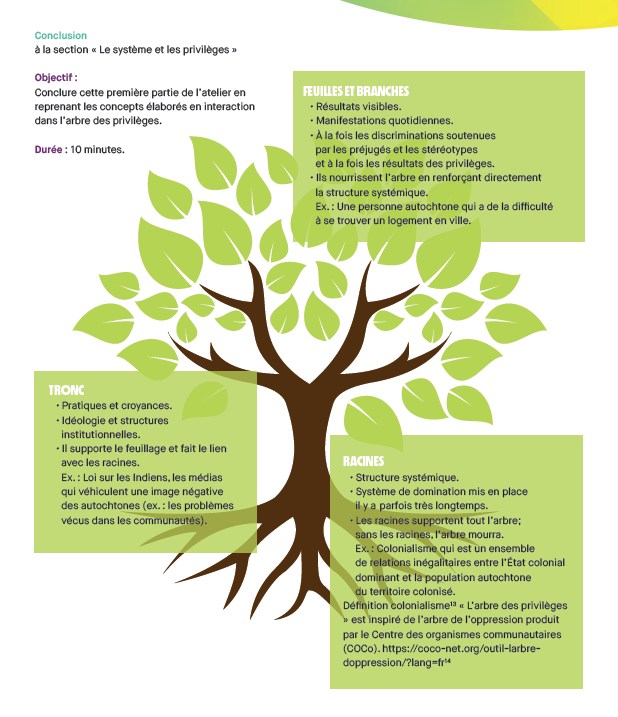 Conclusion
à la section « Le système et les privilèges »
Objectif :
Conclure cette première partie de l'atelier en
reprenant les concepts élaborés en interaction
dans l'arbre des privilèges.
Durée : 10 minutes.
FEUILLES ET BRANCHES
• Résultats visibles.
• Manifestations quotidiennes.
• À la fois les discriminations soutenues
par les préjugés et les stéréotypes
et à la fois les résultats des privilèges.
• Ils nourrissent l'arbre en renforçant directement
la structure systémique.
Ex. : Une personne autochtone qui a de la difficulté
à se trouver un logement en ville.
TRONC
• Pratiques et croyances.
• Idéologie et structures
institutionnelles.
• Il supporte le feuillage et fait le lien
avec les racines.
Ex. : Loi sur les Indiens, les médias
qui véhiculent une image négative
des autochtones (ex. : les problèmes
vécus dans les communautés).
RACINES
• Structure systémique.
• Système de domination mis en place
il y a parfois très longtemps.
• Les racines supportent tout l'arbre;
sans les racines, l'arbre mourra.
Ex. : Colonialisme qui est un ensemble
de relations inégalitaires entre l'État colonial
dominant et la population autochtone
du territoire colonisé.
Définition colonialisme¹³ « L'arbre des privilèges
» est inspiré de l'arbre de l'oppression produit
par le Centre des organismes communautaires
(COCo). https://coco-net.org/outil-larbre-
doppression/?lang=fr¹⁴